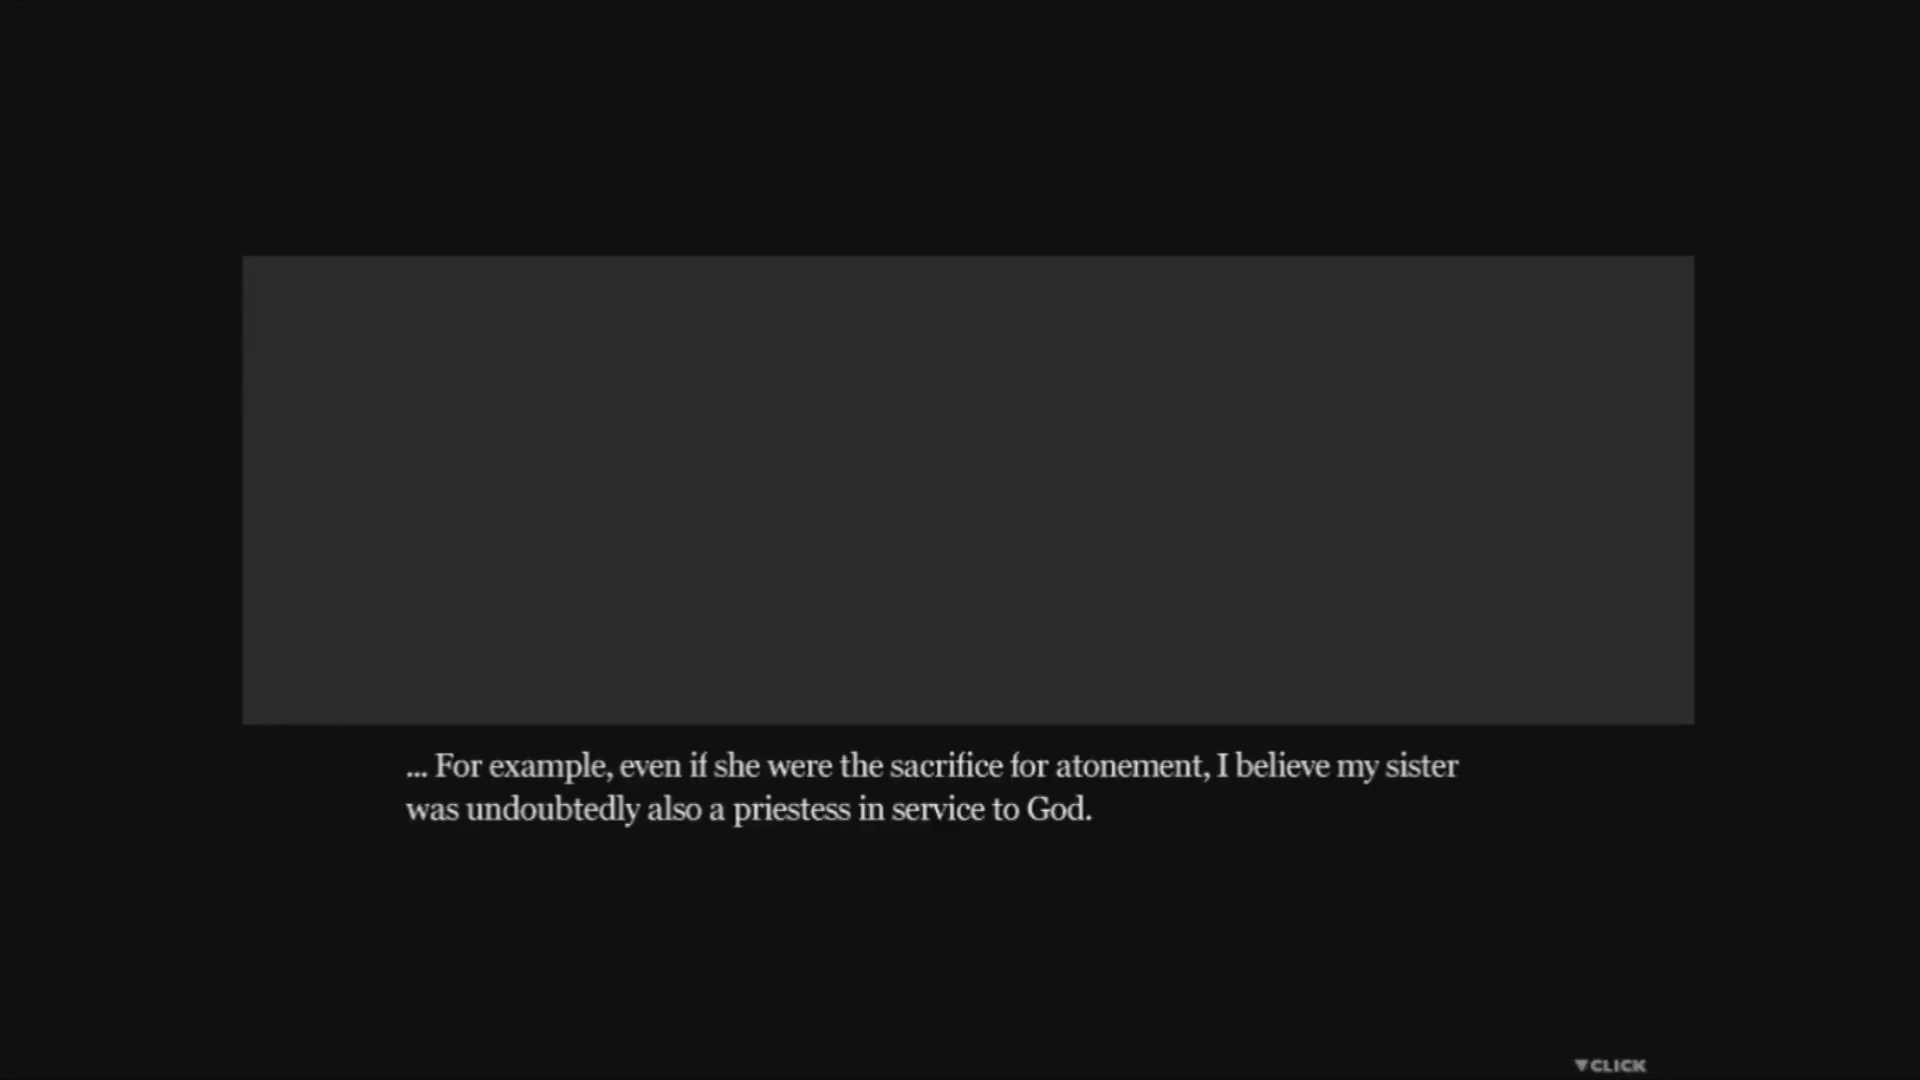 ... For example, even if she were the sacrifice for atonement, I believe my sister
was undoubtedly also a priestess in service to God.
▼CLICK